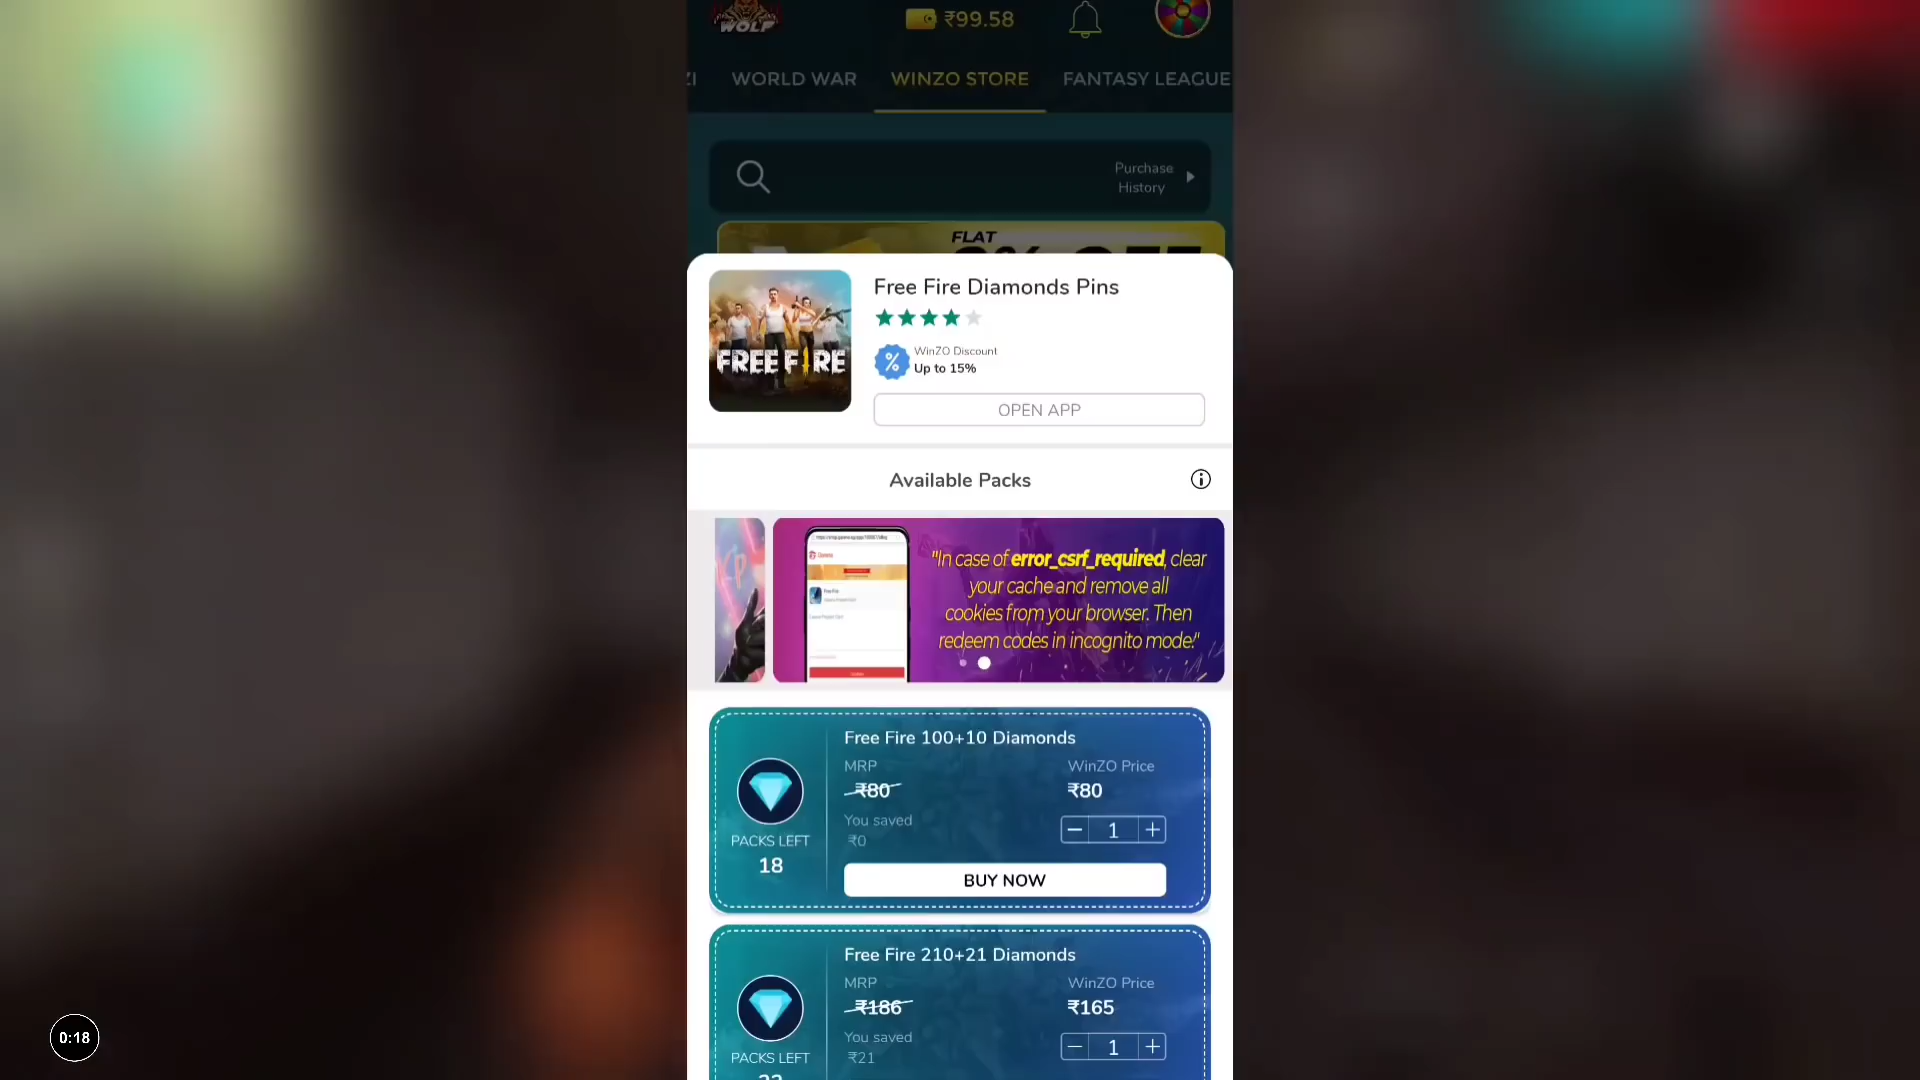 WOLF
₹99.58
ZI
WORLD WAR
WINZO STORE
FANTASY LEAGUE
Purchase
History
FLAT
Free Fire Diamonds Pins
WinZO Discount
Up to 15%
FREE FIRE
OPEN APP
Available Packs
"In case of error_csrf_required, clear
your cache and remove all
cookies from your browser. Then
redeem codes in incognito mode."
Free Fire 100+10 Diamonds
MRP
WinZO Price
₹80
₹80
You saved
₹0
1
PACKS LEFT
18
BUY NOW
Free Fire 210+21 Diamonds
MRP
WinZO Price
₹186
₹165
You saved
₹21
1
PACKS LEFT
0:18